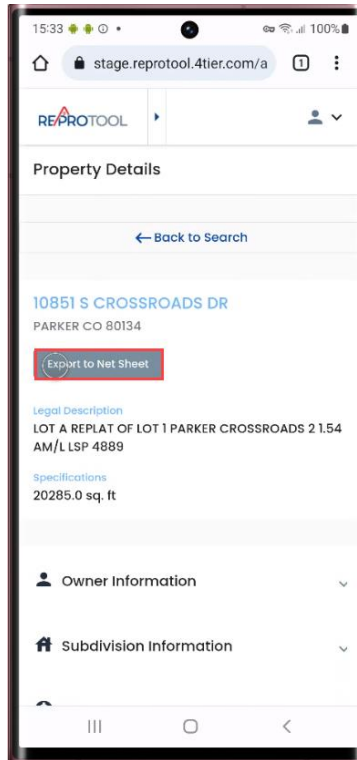 15:33 100%
stage.reprotool.4tier.com/a 1
REPROTOOL
Property Details
Back to Search
10851 S CROSSROADS DR
PARKER CO 80134
Export to Net Sheet
Legal Description
LOT A REPLAT OF LOT 1 PARKER CROSSROADS 2 1.54
AM/L LSP 4889
Specifications
20285.0 sq. ft
Owner Information
Subdivision Information